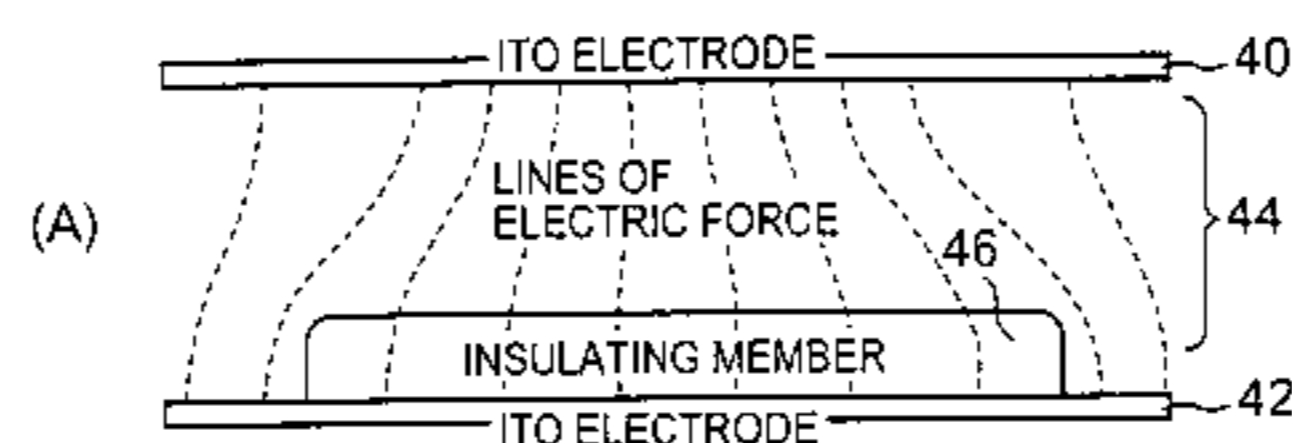 ITO ELECTRODE
40
LINES OF
ELECTRIC FORCE
(A)
44
46
INSULATING MEMBER
42
ITO ELECTRODE